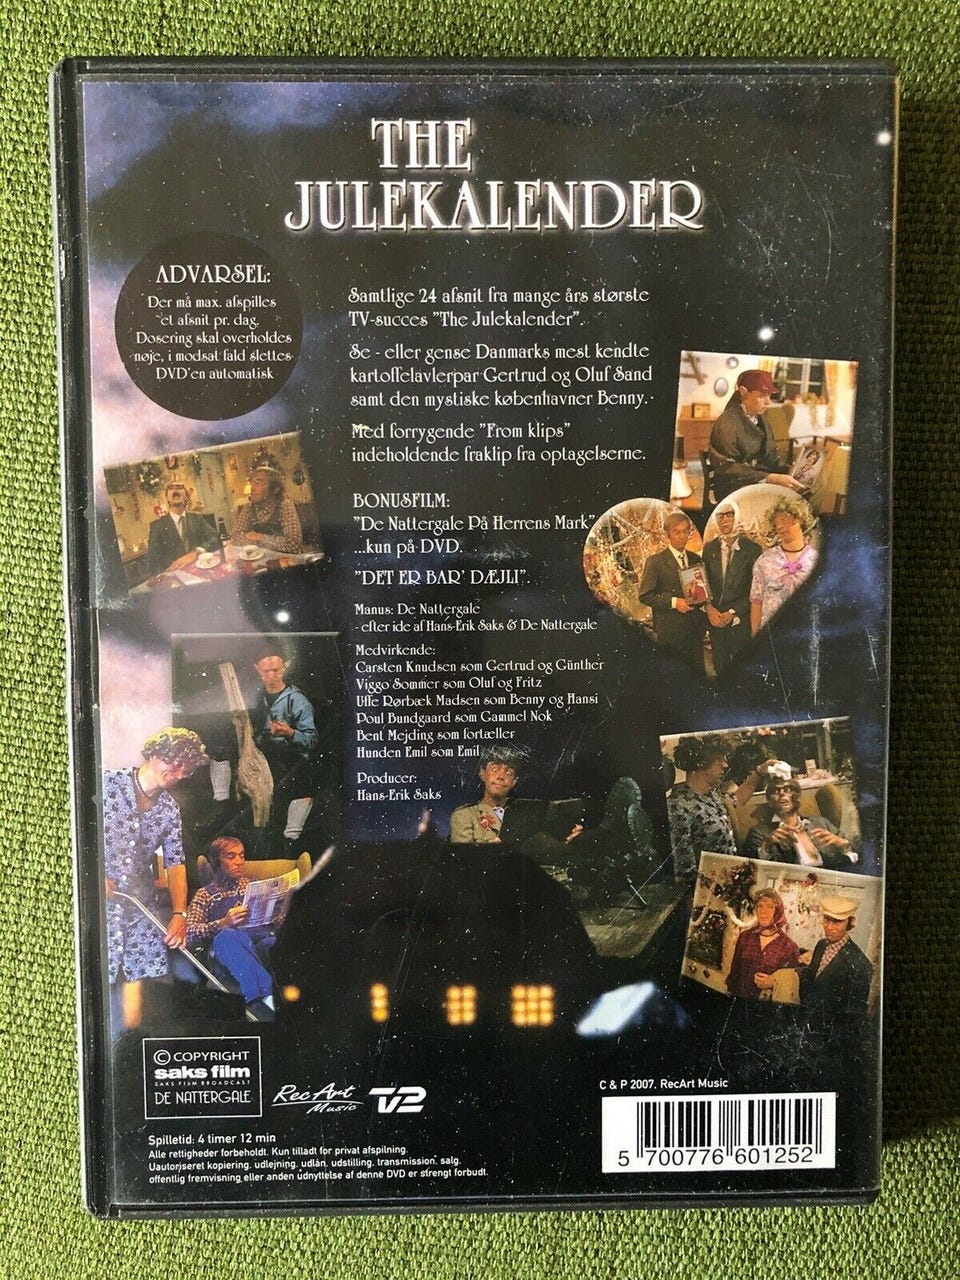 THE
JULEKALENDER
ADVARSEL:
Der må max. afspilles
et afsnit pr. dag.
Dosering skal overholdes
nøje, i modsat fald slettes
DVD'en automatisk
Samtlige 24 afsnit fra mange års største
TV-succes "The Julekalender".
Se - eller gense Danmarks mest kendte
kartoffelavlerpar Gertrud og Oluf Sand
samt den mystiske københavner Benny.
Med forrygende "From klips"
indeholdende fraklip fra optagelserne.
BONUSFILM:
"De Nattergale På Herrens Mark"
...kun på DVD.
"DET ER BAR' DÆJLI".
Manus: De Nattergale
- efter ide af Hans-Erik Saks & De Nattergale
Medvirkende:
Carsten Knudsen som Gertrud og Günther
Viggo Sommer som Oluf og Fritz
Uffe Rørbæk Madsen som Benny og Hansi
Poul Bundgaard som Gammel Nok
Bent Mejding som fortæller
Hunden Emil som Emil
Producer:
Hans-Erik Saks
© COPYRIGHT
saks film
SAKS FILM BROADCAST
DE NATTERGALE
RecArt
Music
TV2
C & P 2007. RecArt Music
5 700776 601252
Spilletid: 4 timer 12 min
Alle rettigheder forbeholdt. Kun tilladt for privat afspilning.
Uautoriseret kopiering, udlejning, udlån, udstilling, transmission, salg,
offentlig fremvisning eller anden udnyttelse af denne DVD er strengt forbudt.